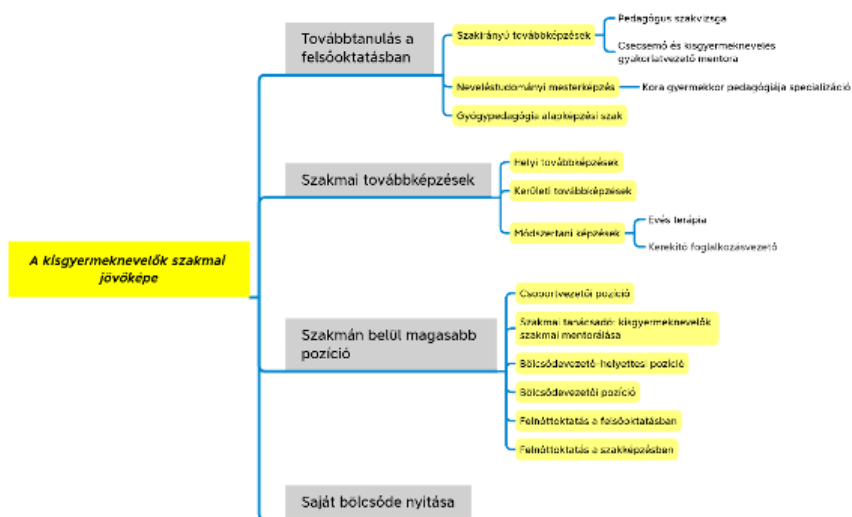 A kisgyermeknevelők szakmai
jövőképe
Továbbtanulás a
felsőoktatásban
Szakirányú továbbképzések
Pedagógus szakvizsga
Csecsemő és kisgyermeknevelés
gyakorlatvezető mentora
Neveléstudományi mesterképzés
Kora gyermekkor pedagógiája specializáció
Gyógypedagógia alapképzési szak
Szakmai továbbképzések
Helyi továbbképzések
Kerületi továbbképzések
Módszertani képzések
Evés terápia
Kerekítő foglalkozásvezető
Szakmán belül magasabb
pozíció
Csoportvezetői pozíció
Szakmai tanácsadó: kisgyermeknevelők
szakmai mentorálása
Bölcsődevezető-helyettesi pozíció
Bölcsődevezetői pozíció
Felnőttoktatás a felsőoktatásban
Felnőttoktatás a szakképzésben
Saját bölcsőde nyitása